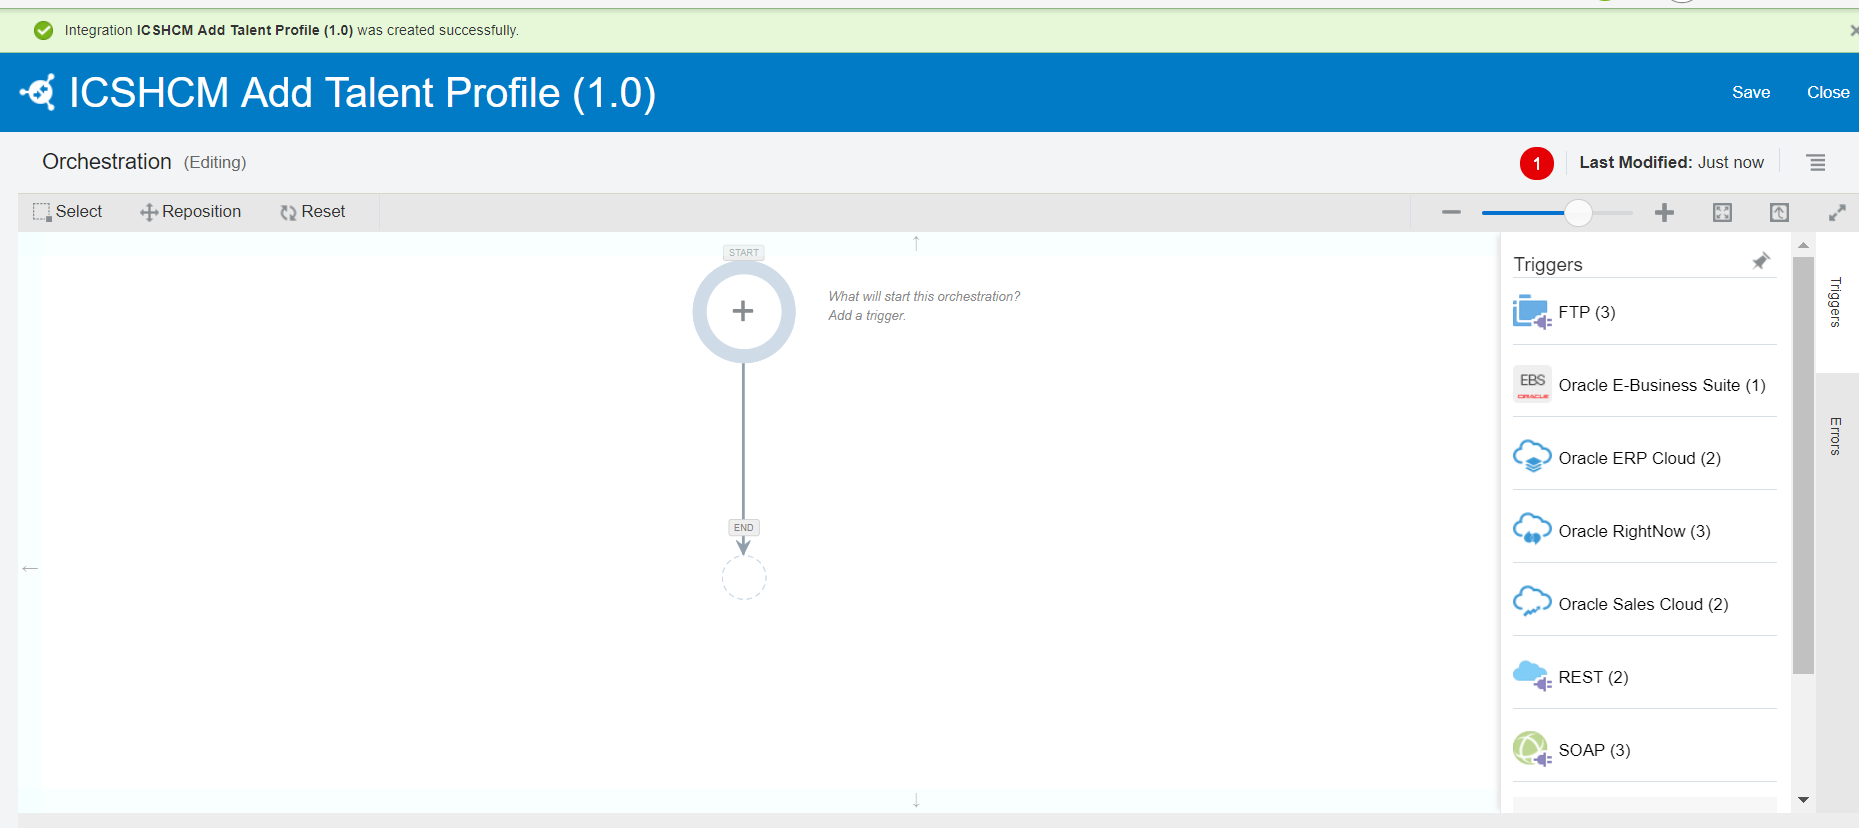 Integration ICSHCM Add Talent Profile (1.0) was created successfully.
ICSHCM Add Talent Profile (1.0)
Save
Close
Orchestration (Editing)
1
Last Modified: Just now
Select
Reposition
Reset
START
What will start this orchestration?
Add a trigger.
END
Triggers
FTP (3)
EBS
ORACLE
Oracle E-Business Suite (1)
Oracle ERP Cloud (2)
Oracle RightNow (3)
Oracle Sales Cloud (2)
REST (2)
SOAP (3)
Triggers
Errors